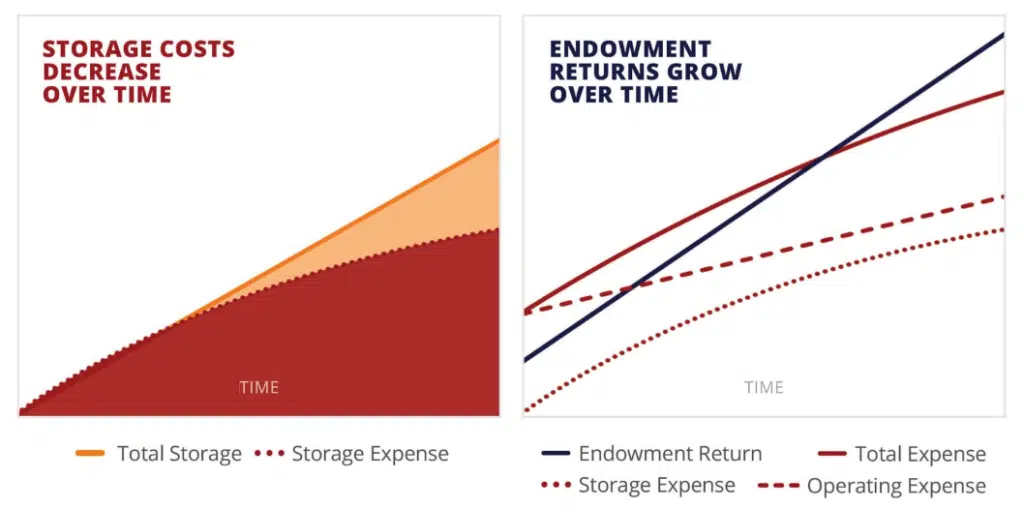 STORAGE COSTS
DECREASE
OVER TIME
TIME
Total Storage
Storage Expense
ENDOWMENT
RETURNS GROW
OVER TIME
TIME
Endowment Return
Total Expense
Storage Expense
Operating Expense